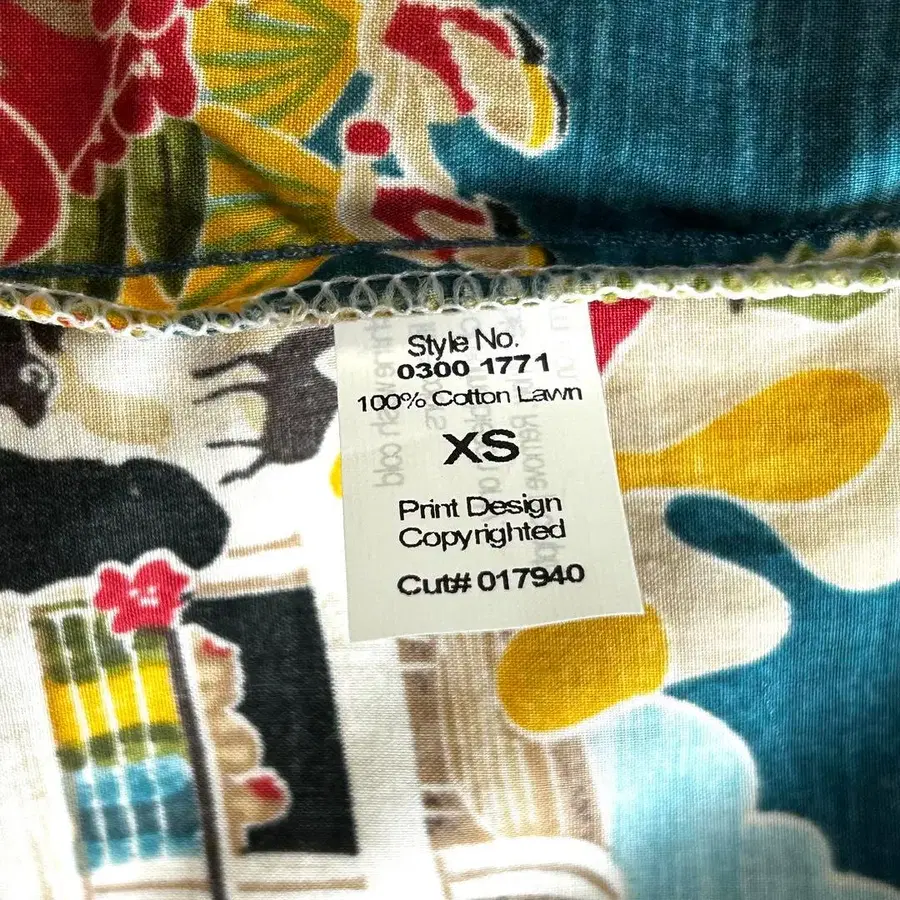 Style No.
0300 1771
100% Cotton Lawn
XS
Print Design
Copyrighted
Cut# 017940